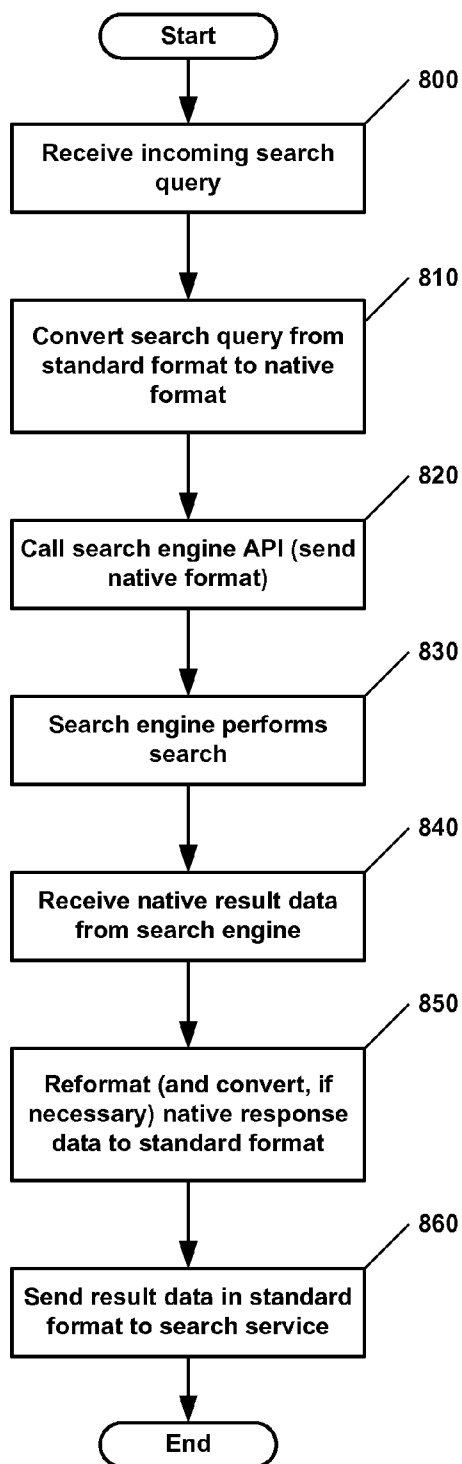 Start
800
Receive incoming search
query
810
Convert search query from
standard format to native
format
820
Call search engine API (send
native format)
830
Search engine performs
search
840
Receive native result data
from search engine
850
Reformat (and convert, if
necessary) native response
data to standard format
860
Send result data in standard
format to search service
End